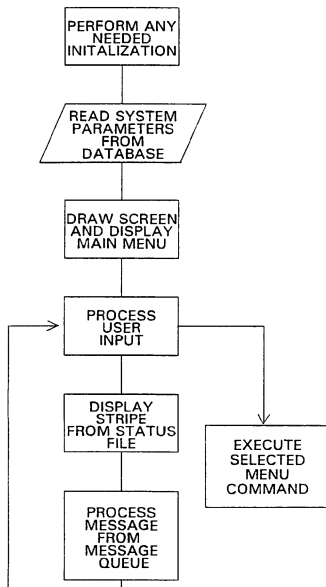 PERFORM ANY
NEEDED
INITALIZATION
READ SYSTEM
PARAMETERS
FROM
DATABASE
DRAW SCREEN
AND DISPLAY
MAIN MENU
PROCESS
USER
INPUT
DISPLAY
STRIPE
FROM STATUS
FILE
EXECUTE
SELECTED
MENU
COMMAND
PROCESS
MESSAGE
FROM
MESSAGE
QUEUE